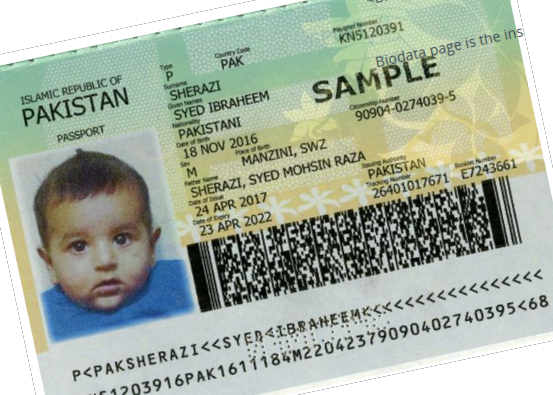 Type
Country Code
Passport Number
P
PAK
KN5120391
Biodata page is the ins
ISLAMIC REPUBLIC OF
PAKISTAN
PASSPORT
Surname
SHERAZI
Given Names
SYED IBRAHEEM
SAMPLE
Nationality
PAKISTANI
Citizenship Number
90904-0274039-5
Date of Birth
18 NOV 2016
Sex
Place of Birth
M
MANZINI, SWZ
Father Name
SHERAZI, SYED MOHSIN RAZA
Issuing Authority
PAKISTAN
Date of Issue
24 APR 2017
Tracking Number
Booklet Number
26401017671
E7243661
Date of Expiry
23 APR 2022
P<PAKSHERAZI<<SYED<IBRAHEEM<<<<<<<<<<<<<<<<<
51203916PAK1611184M22042379090402740395<68